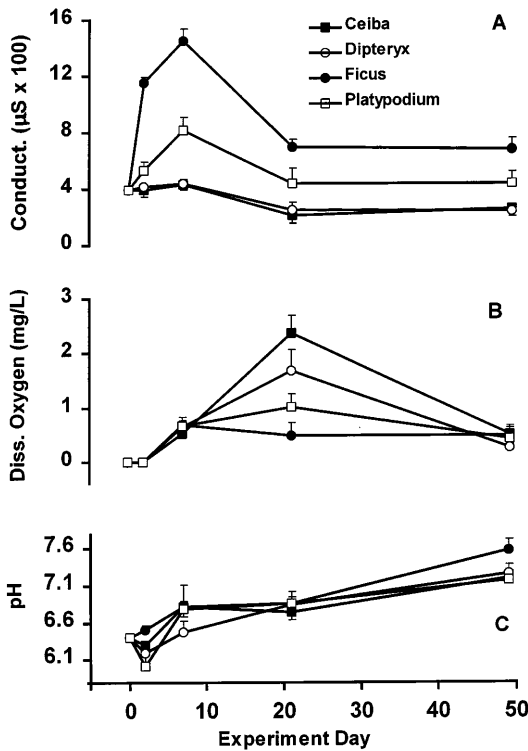 A
Ceiba
Dipteryx
Ficus
Platypodium
Conduct. (µS x 100)
16
12
8
4
0
B
Diss. Oxygen (mg/L)
3
2
1
0
C
pH
7.6
7.1
6.6
6.1
0 10 20 30 40 50
Experiment Day